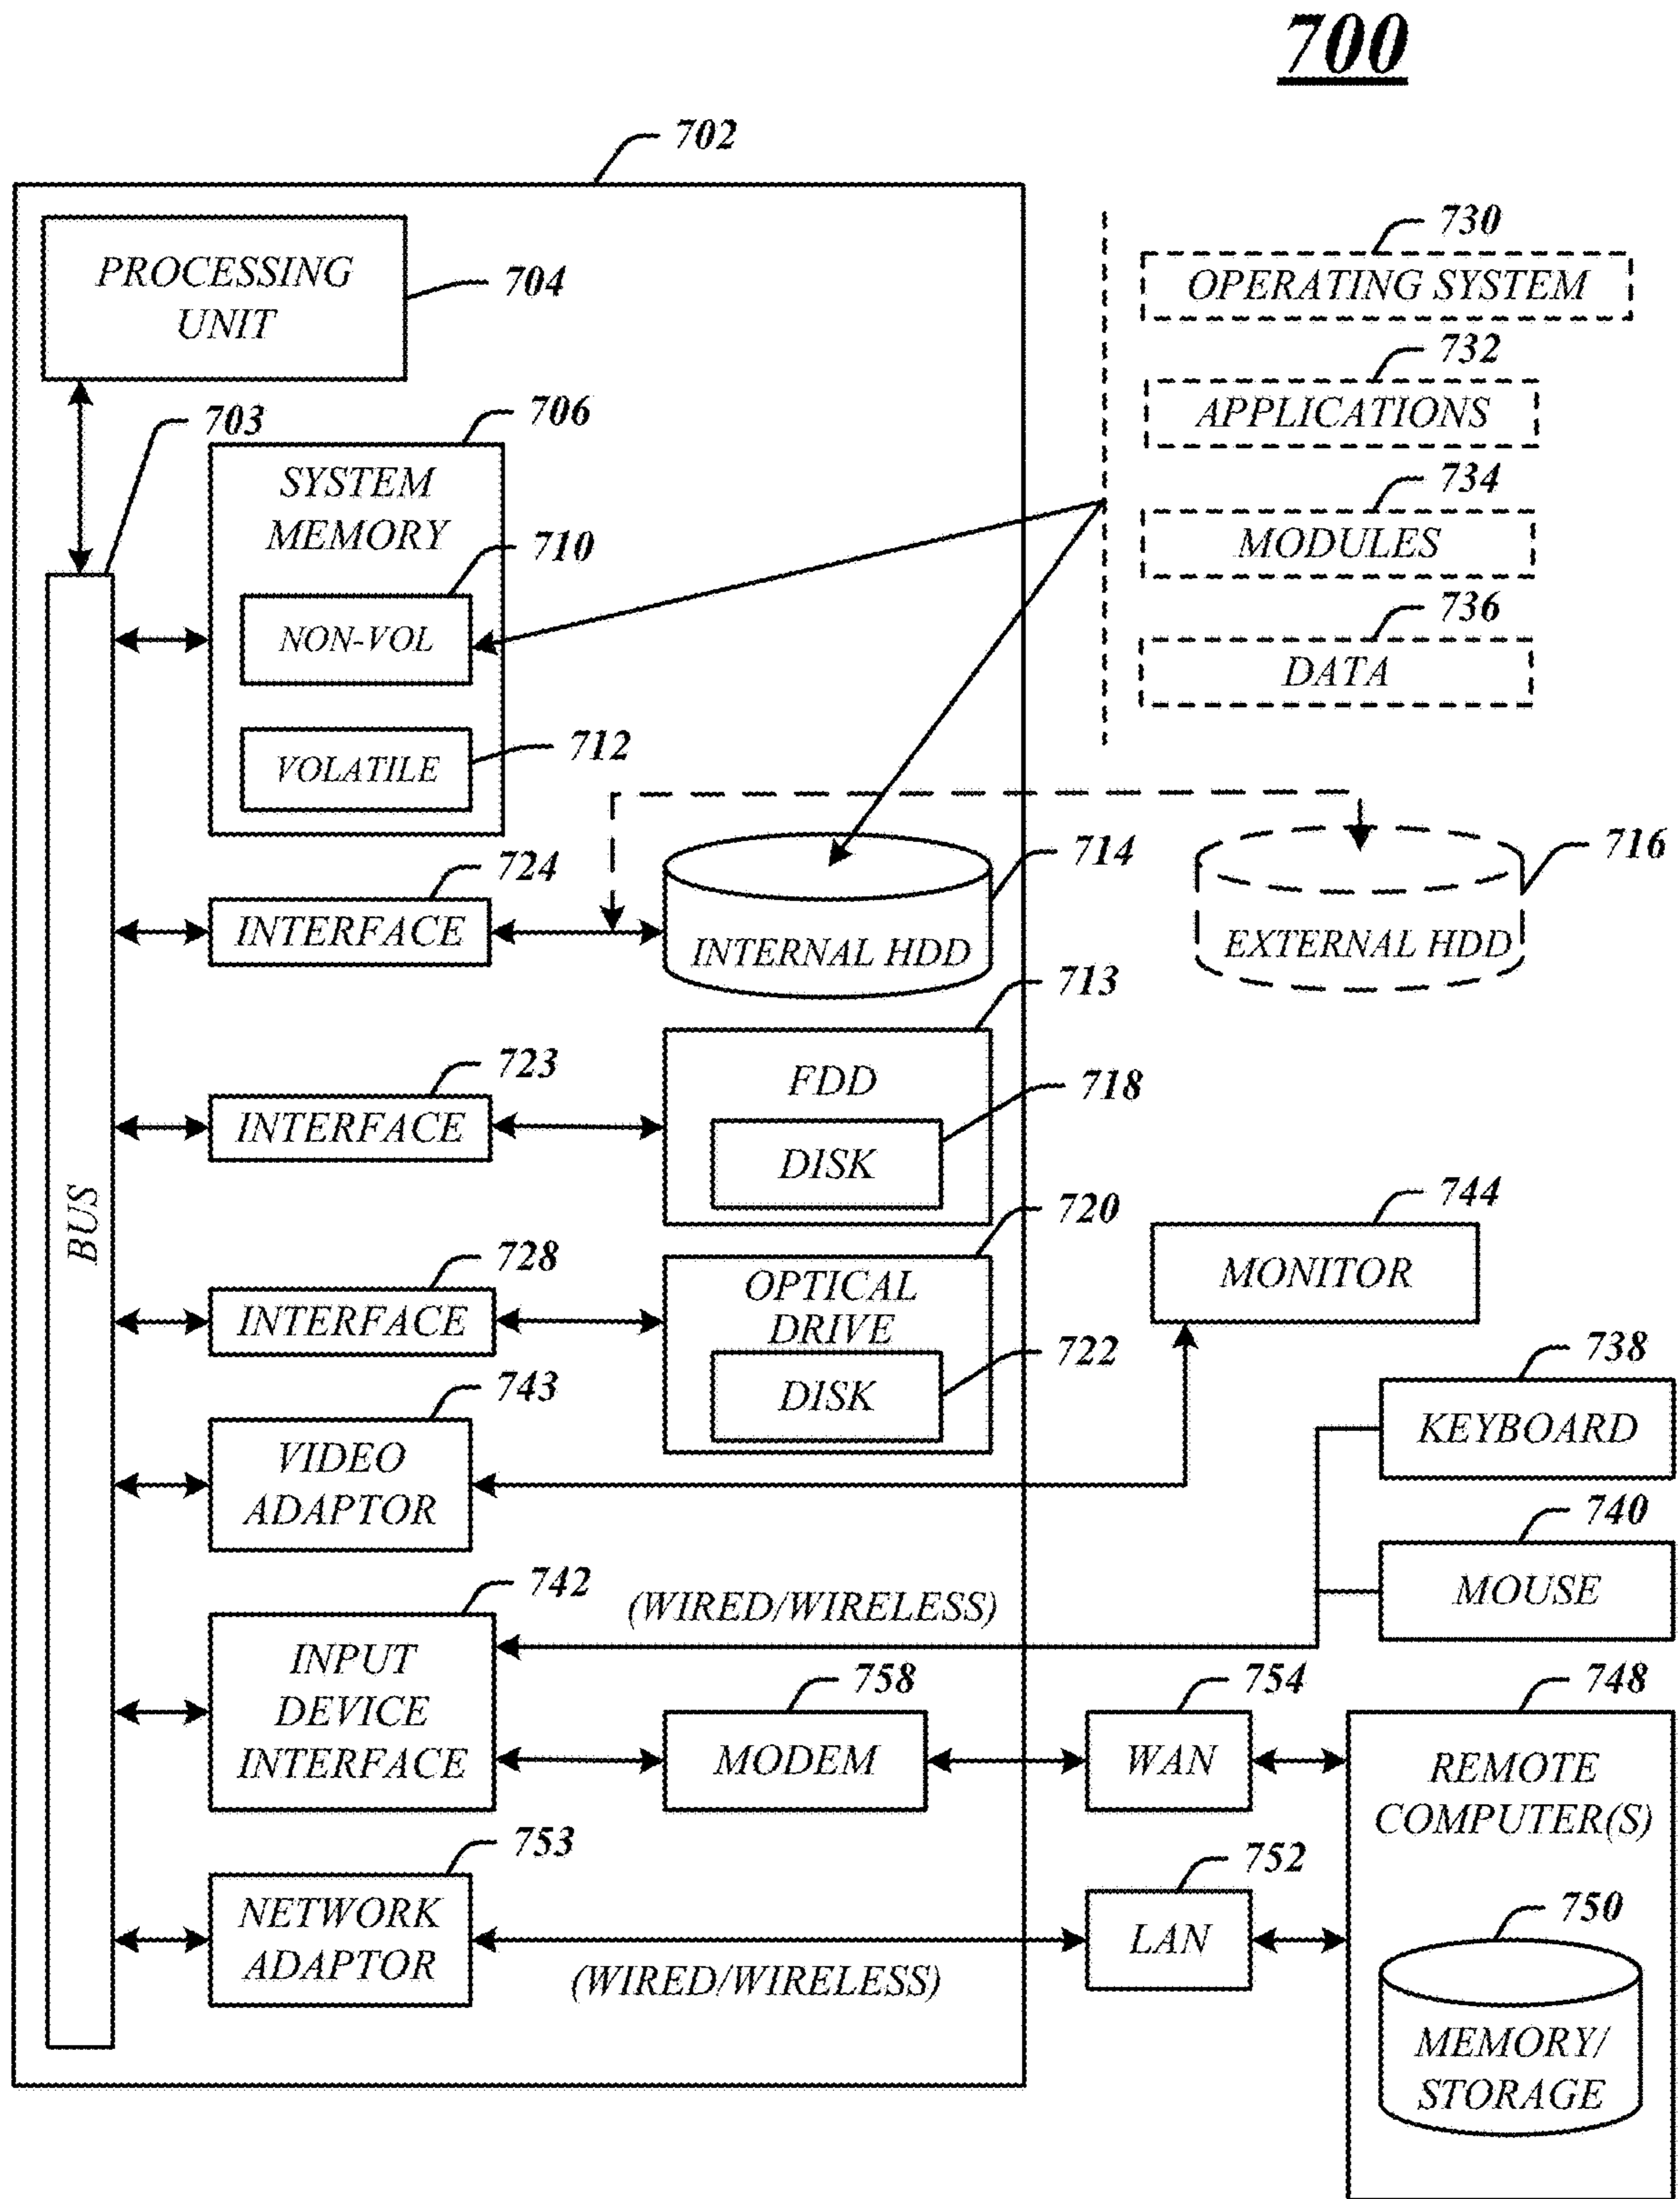 700
702
PROCESSING
UNIT
704
703
706
SYSTEM
MEMORY
710
NON-VOL
712
VOLATILE
730
OPERATING SYSTEM
732
APPLICATIONS
734
MODULES
736
DATA
724
INTERFACE
714
INTERNAL HDD
716
EXTERNAL HDD
723
INTERFACE
713
FDD
718
DISK
BUS
728
INTERFACE
720
OPTICAL
DRIVE
722
DISK
744
MONITOR
743
VIDEO
ADAPTOR
738
KEYBOARD
740
MOUSE
742
INPUT
DEVICE
INTERFACE
(WIRED/WIRELESS)
758
MODEM
754
WAN
748
REMOTE
COMPUTER(S)
753
NETWORK
ADAPTOR
(WIRED/WIRELESS)
752
LAN
750
MEMORY/
STORAGE